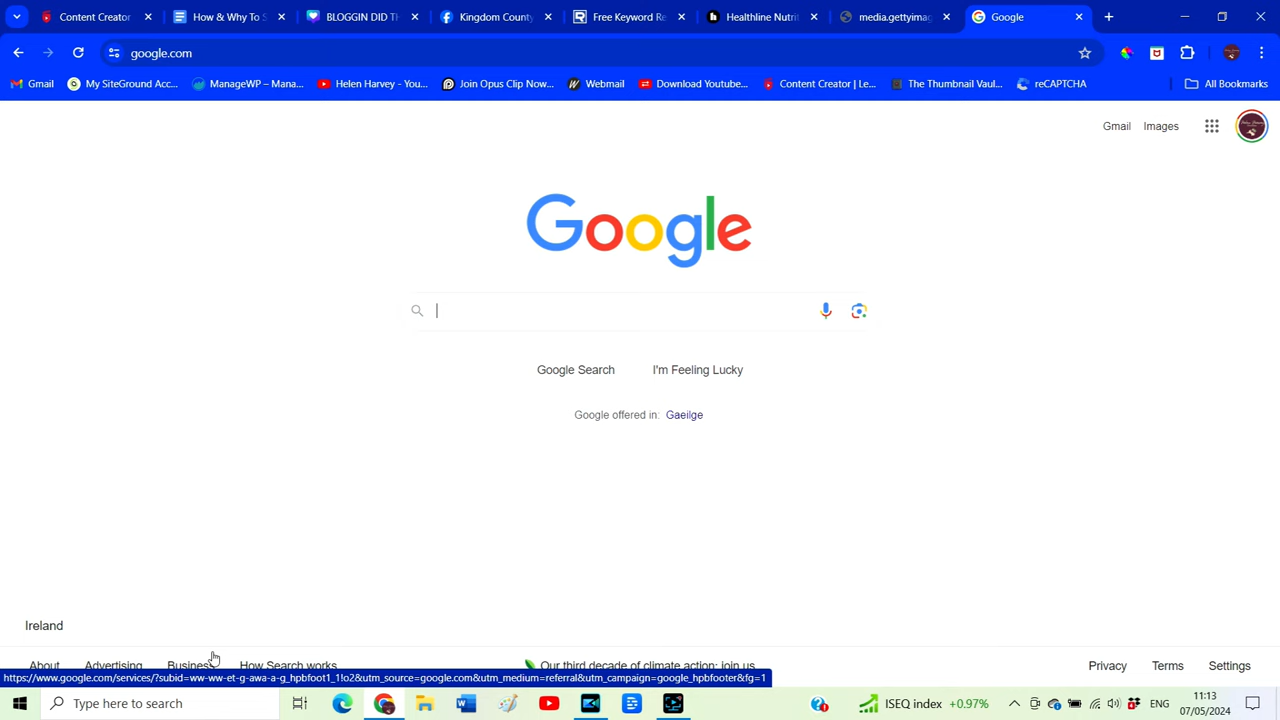 Content Creator
How & Why To S
BLOGGIN DID TH
Kingdom County
Free Keyword Re
Healthline Nutrit
media.gettyimag
Google
google.com
Gmail
My SiteGround Acc...
ManageWP – Mana...
Helen Harvey - You...
Join Opus Clip Now...
Webmail
Download Youtube...
Content Creator | Le...
The Thumbnail Vaul...
reCAPTCHA
All Bookmarks
Gmail Images
Google
Google Search I'm Feeling Lucky
Google offered in: Gaeilge
Ireland
About Advertising Business How Search works
Our third decade of climate action: join us
Privacy Terms Settings
https://www.google.com/services/?subid=ww-ww-et-g-awa-a-g_hpbfoot1_1!o2&utm_source=google.com&utm_medium=referral&utm_campaign=google_hpbfooter&fg=1
Type here to search
ISEQ index +0.97%
ENG
11:13
07/05/2024